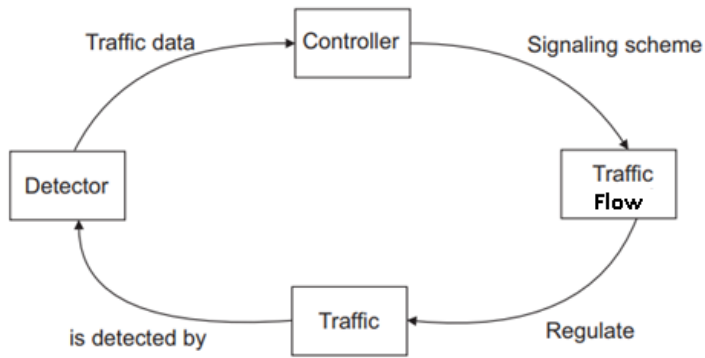 Traffic data
Controller
Signaling scheme
Detector
Traffic
Flow
is detected by
Traffic
Regulate